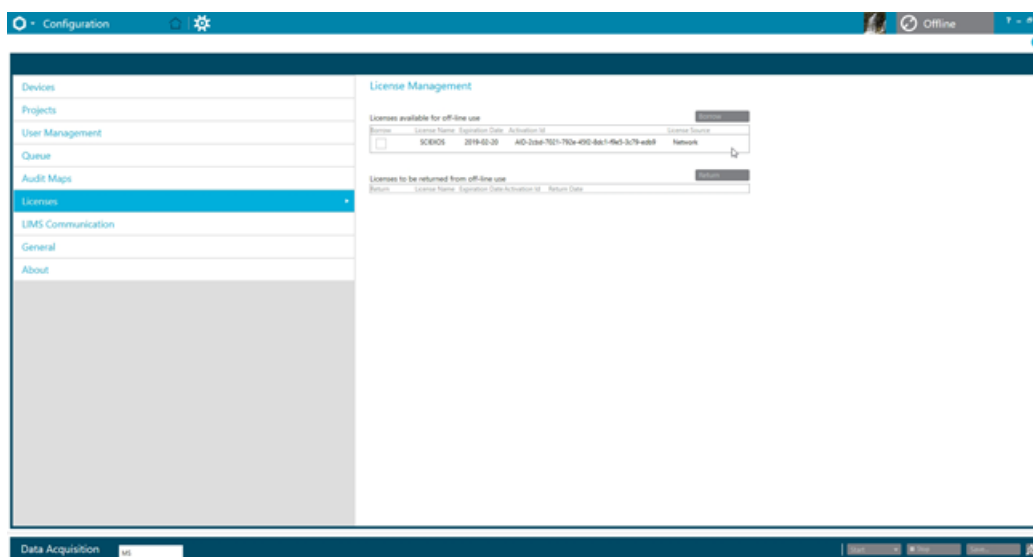 Configuration
Offline
? -
Devices
Projects
User Management
Queue
Audit Maps
Licenses
LIMS Communication
General
About
License Management
Licenses available for off-line use
Borrow
Borrow License Name Expiration Date Activation Id License Source
SCIEXOS 2019-02-20 Network
Licenses to be returned from off-line use
Return
Return License Name Expiration Date Activation Id Return Date
Data Acquisition
MS
Start
Stop
Save...